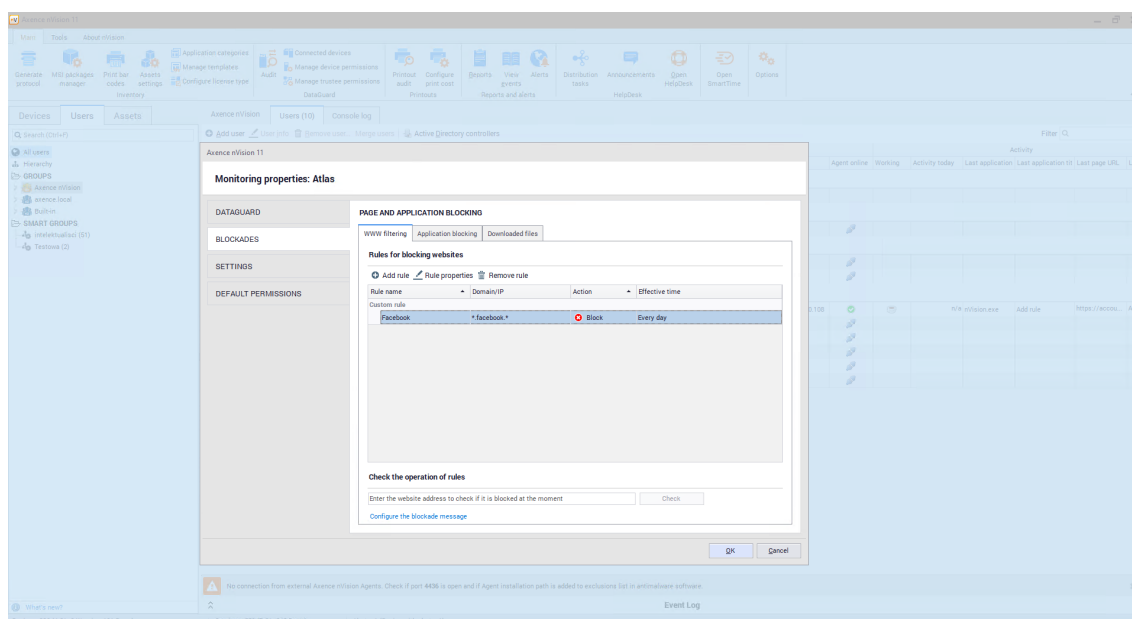 Axence nVision 11
Main Tools About nVision
Generate protocol
MSI packages manager
Print bar codes
Assets settings
Application categories
Manage templates
Configure license type
Inventory
Audit
Connected devices
Manage device permissions
Manage trustee permissions
DataGuard
Printout audit
Configure print cost
Printouts
Reports
View events
Alerts
Reports and alerts
Distribution tasks
Announcements
Open HelpDesk
HelpDesk
Open SmartTime
Options
Devices Users Assets
Axence nVision Users (10) Console log
Search (Ctrl+F)
Add user User info Remove user... Merge users Active Directory controllers
Filter
All users
Hierarchy
GROUPS
Axence nVision
axence.local
Built-in
SMART GROUPS
Intelektualiści (51)
Testowa (2)
Activity
Agent online Working Activity today Last application Last application tit Last page URL
n/a nVision.exe Add rule https://accou...
Axence nVision 11
Monitoring properties: Atlas
DATAGUARD
BLOCKADES
SETTINGS
DEFAULT PERMISSIONS
PAGE AND APPLICATION BLOCKING
WWW filtering Application blocking Downloaded files
Rules for blocking websites
Add rule Rule properties Remove rule
Rule name Domain/IP Action Effective time
Custom rule
Facebook *.facebook.* Block Every day
Check the operation of rules
Enter the website address to check if it is blocked at the moment Check
Configure the blockade message
OK Cancel
No connection from external Axence nVision Agents. Check if port 4436 is open and if Agent installation path is added to exclusions list in antimalware software.
What's new?
Event Log